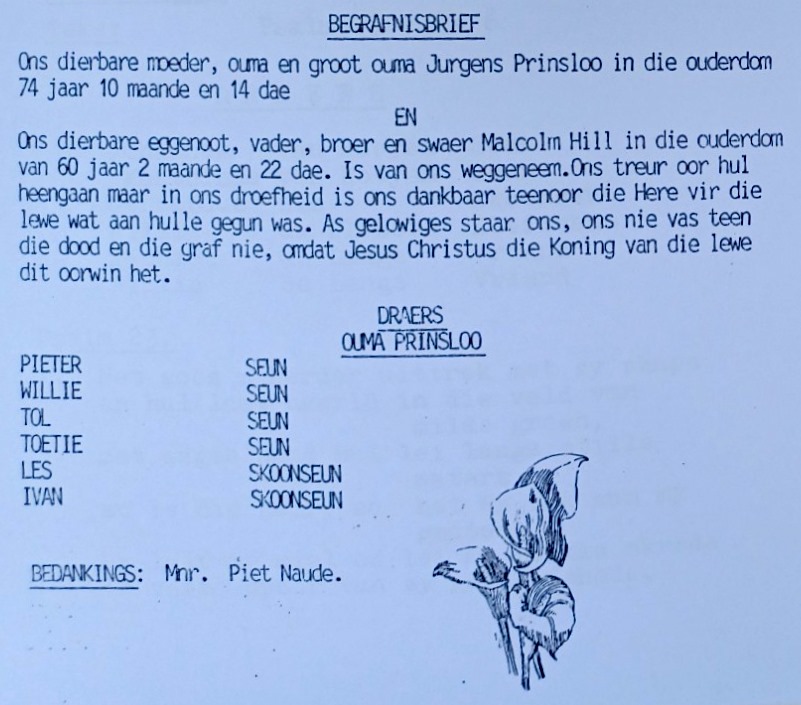 BEGRAFNISBRIEF
Ons dierbare moeder, ouma en groot ouma Jurgens Prinsloo in die ouderdom
74 jaar 10 maande en 14 dae
EN
Ons dierbare eggenoot, vader, broer en swaer Malcolm Hill in die ouderdom
van 60 jaar 2 maande en 22 dae. Is van ons weggeneem.Ons treur oor hul
heengaan maar in ons droefheid is ons dankbaar teenoor die Here vir die
lewe wat aan hulle gegun was. As gelowiges staar ons, ons nie vas teen
die dood en die graf nie, omdat Jesus Christus die Koning van die lewe
dit oorwin het.
DRAERS
OUMA PRINSLOO
PIETER SEUN
WILLIE SEUN
TOL SEUN
TOETIE SEUN
LES SKOONSEUN
IVAN SKOONSEUN
BEDANKINGS: Mnr. Piet Naude.